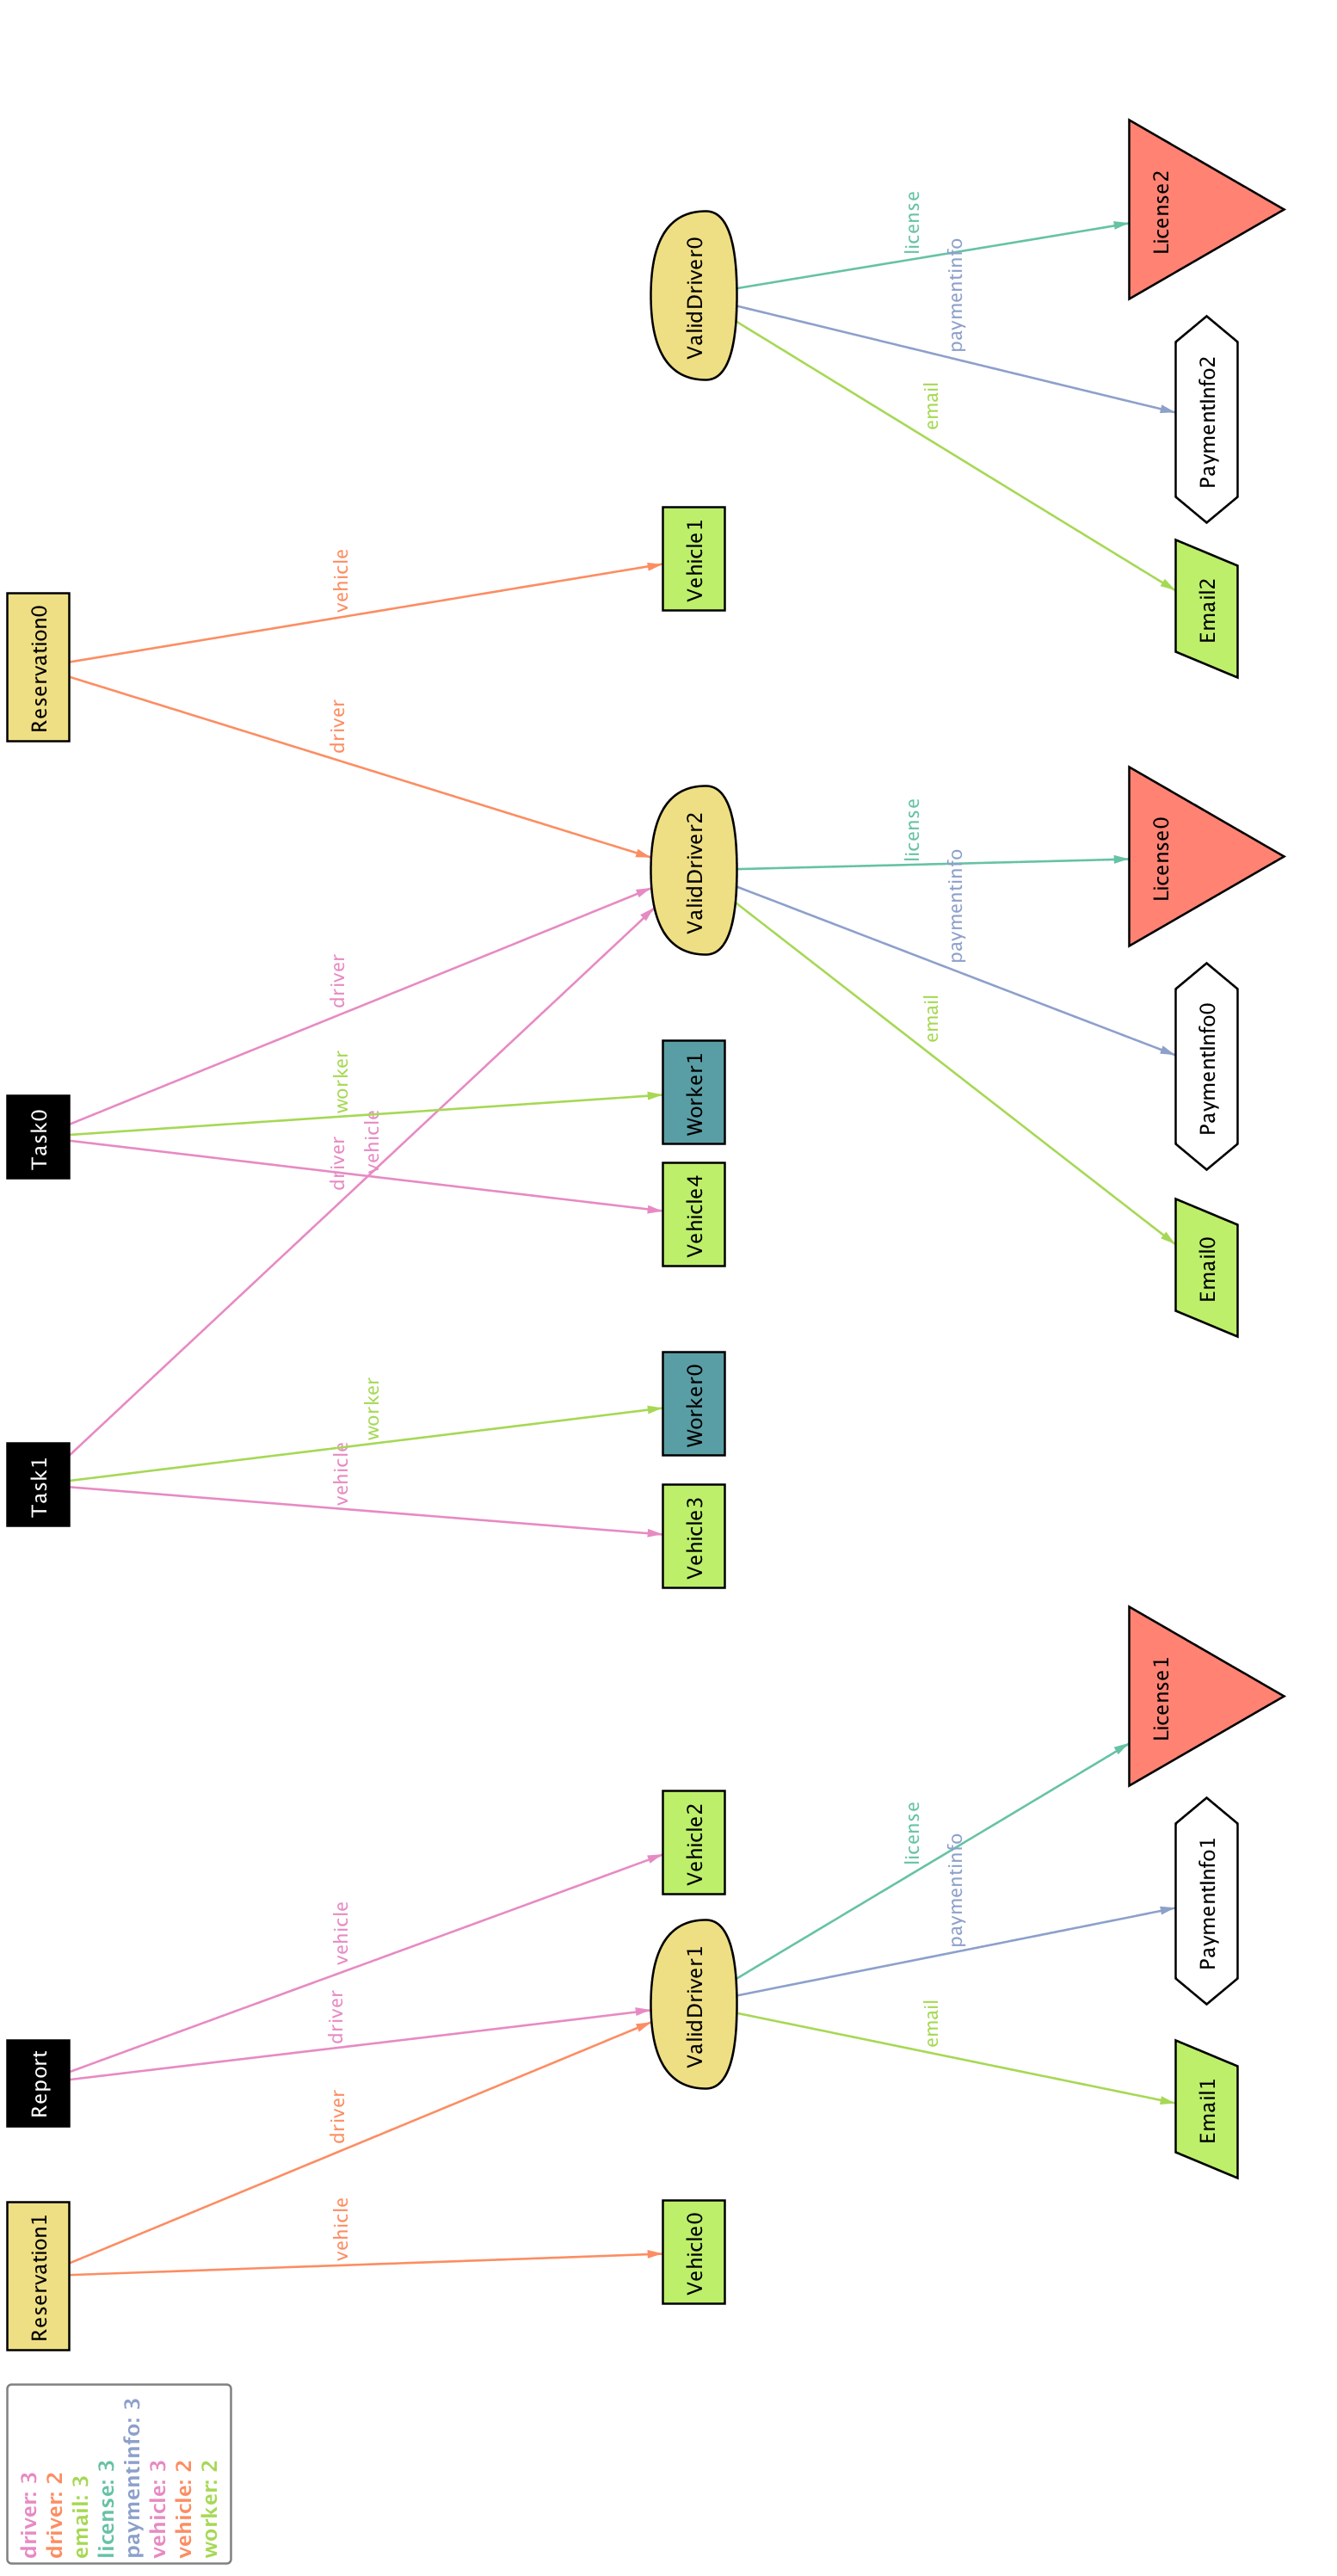 driver: 3
driver: 2
email: 3
license: 3
paymentinfo: 3
vehicle: 3
vehicle: 2
worker: 2
Reservation1
Report
Task1
Task0
Reservation0
vehicle
driver
driver
vehicle
vehicle
worker
driver
vehicle
worker
driver
driver
vehicle
Vehicle0
ValidDriver1
Vehicle2
Vehicle3
Worker0
Vehicle4
Worker1
ValidDriver2
Vehicle1
ValidDriver0
email
paymentinfo
license
email
paymentinfo
license
email
paymentinfo
license
Email1
PaymentInfo1
License1
Email0
PaymentInfo0
License0
Email2
PaymentInfo2
License2